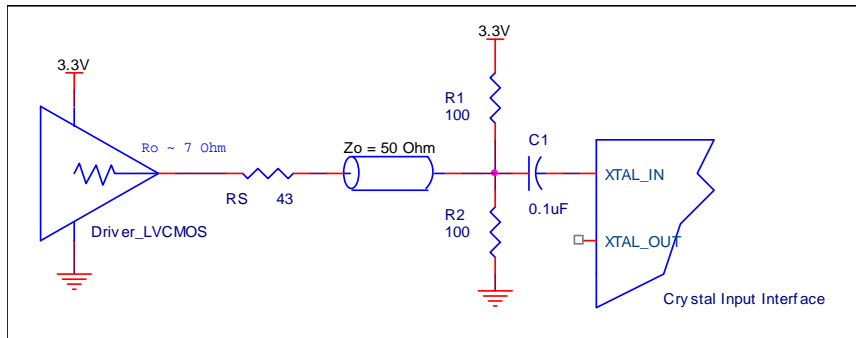 3.3V
3.3V
R1
100
C1
Ro ~ 7 Ohm
Zo = 50 Ohm
XTAL_IN
RS 43
0.1uF
R2
100
Driver_LVCMOS
XTAL_OUT
Crystal Input Interface